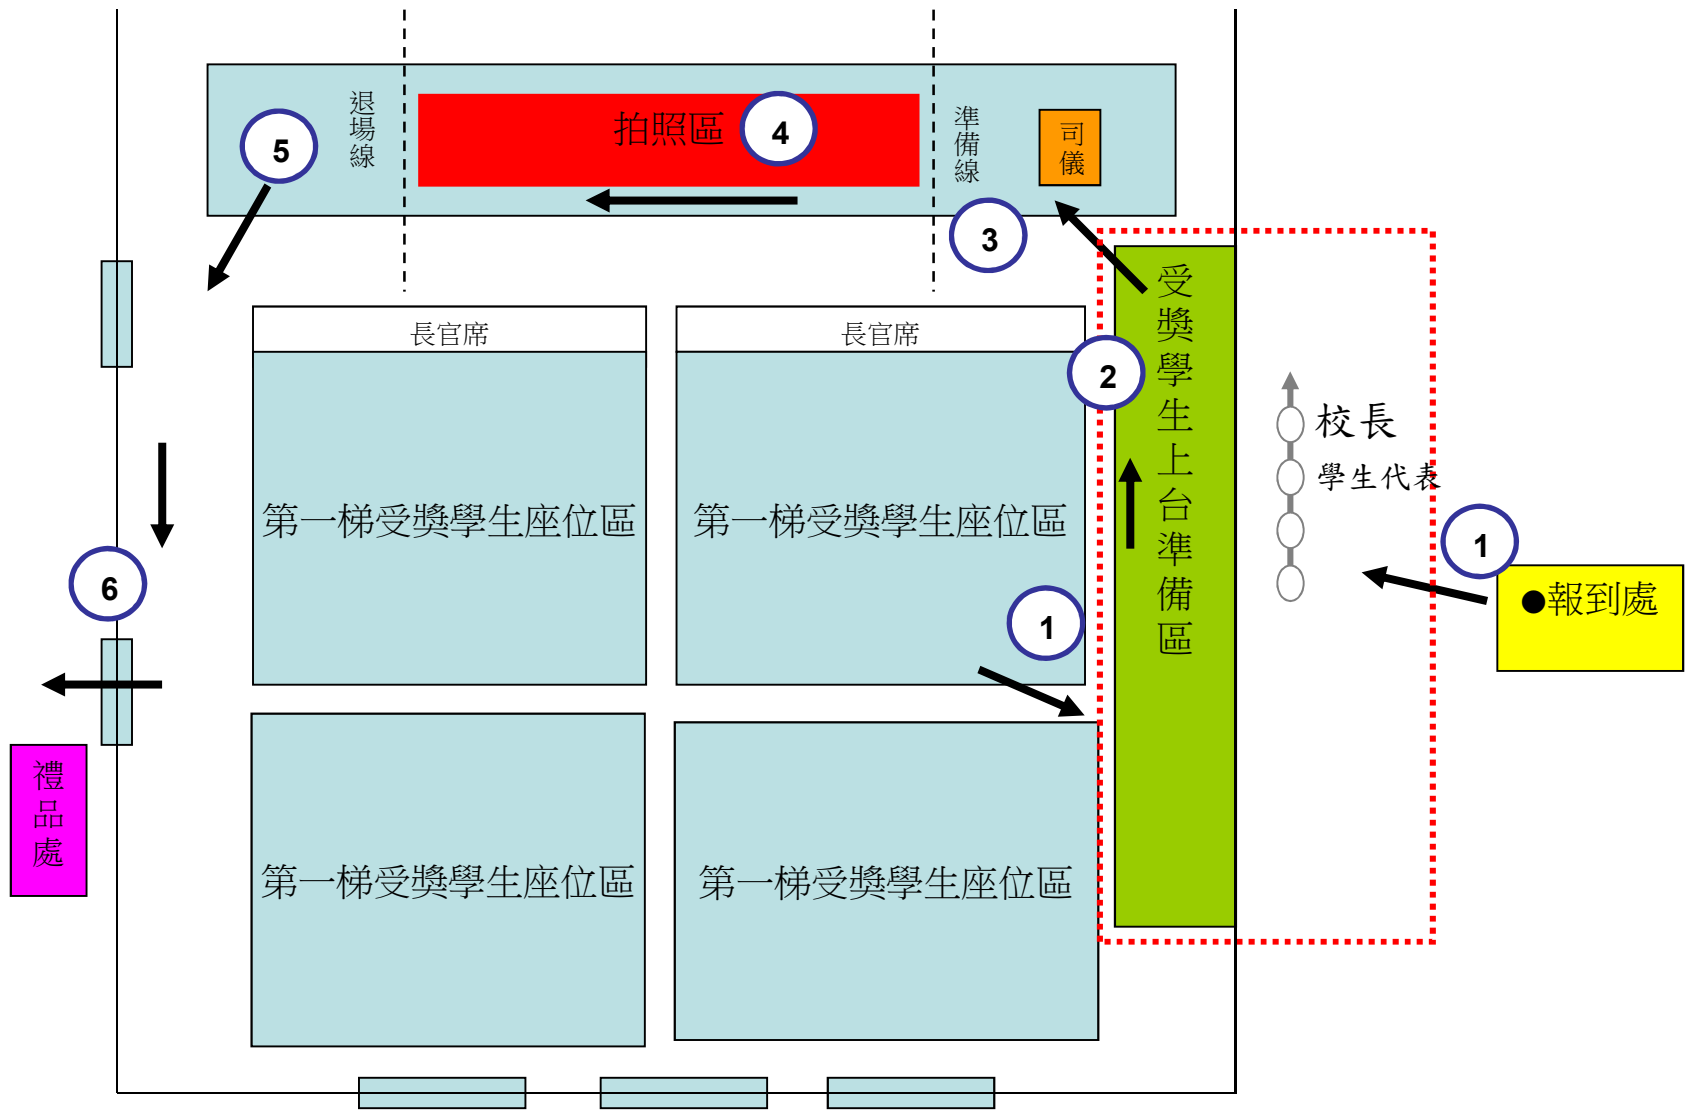 退場線
拍照區
4
準備線
司儀
5
3
長官席
長官席
2
受獎學生上台準備區
校長
學生代表
第一梯受獎學生座位區
第一梯受獎學生座位區
1
●報到處
6
1
禮品處
第一梯受獎學生座位區
第一梯受獎學生座位區